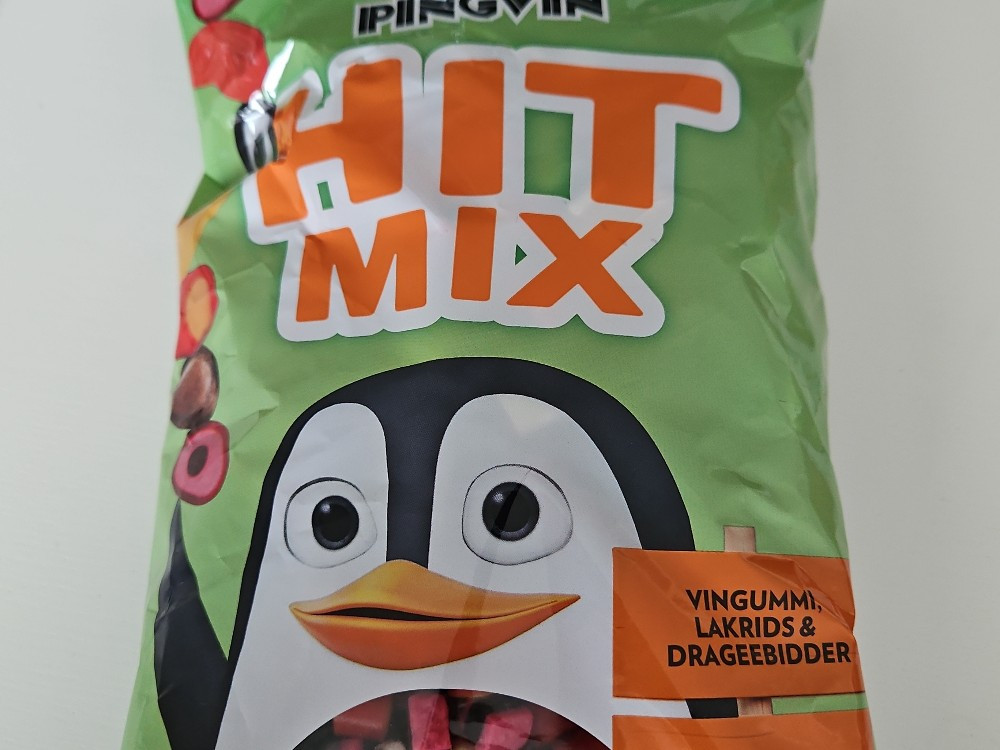 PINGVIN
HIT
MIX
VINGUMMI,
LAKRIDS &
DRAGEEBIDDER